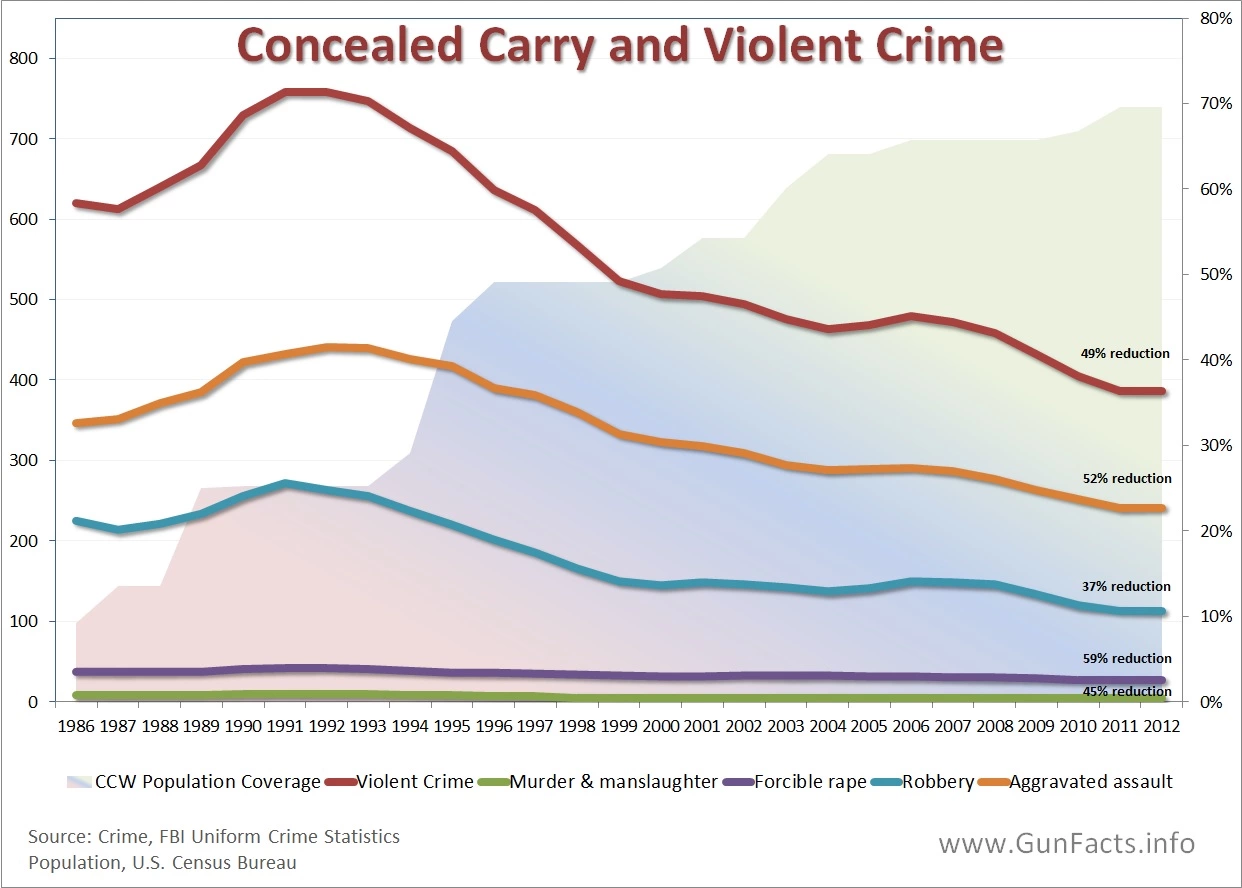 Concealed Carry and Violent Crime
80%
800
70%
700
60%
600
50%
500
49% reduction
40%
400
52% reduction
30%
300
20%
200
37% reduction
10%
100
59% reduction
45% reduction
0
0%
1986 1987 1988 1989 1990 1991 1992 1993 1994 1995 1996 1997 1998 1999 2000 2001 2002 2003 2004 2005 2006 2007 2008 2009 2010 2011 2012
CCW Population Coverage Violent Crime Murder & manslaughter Forcible rape Robbery Aggravated assault
Source: Crime, FBI Uniform Crime Statistics
Population, U.S. Census Bureau
www.GunFacts.info